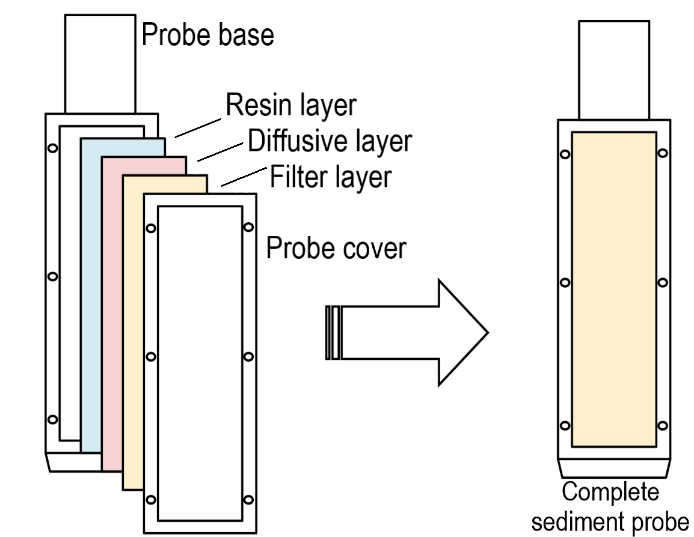 Probe base
Resin layer
Diffusive layer
Filter layer
Probe cover
Complete
sediment probe